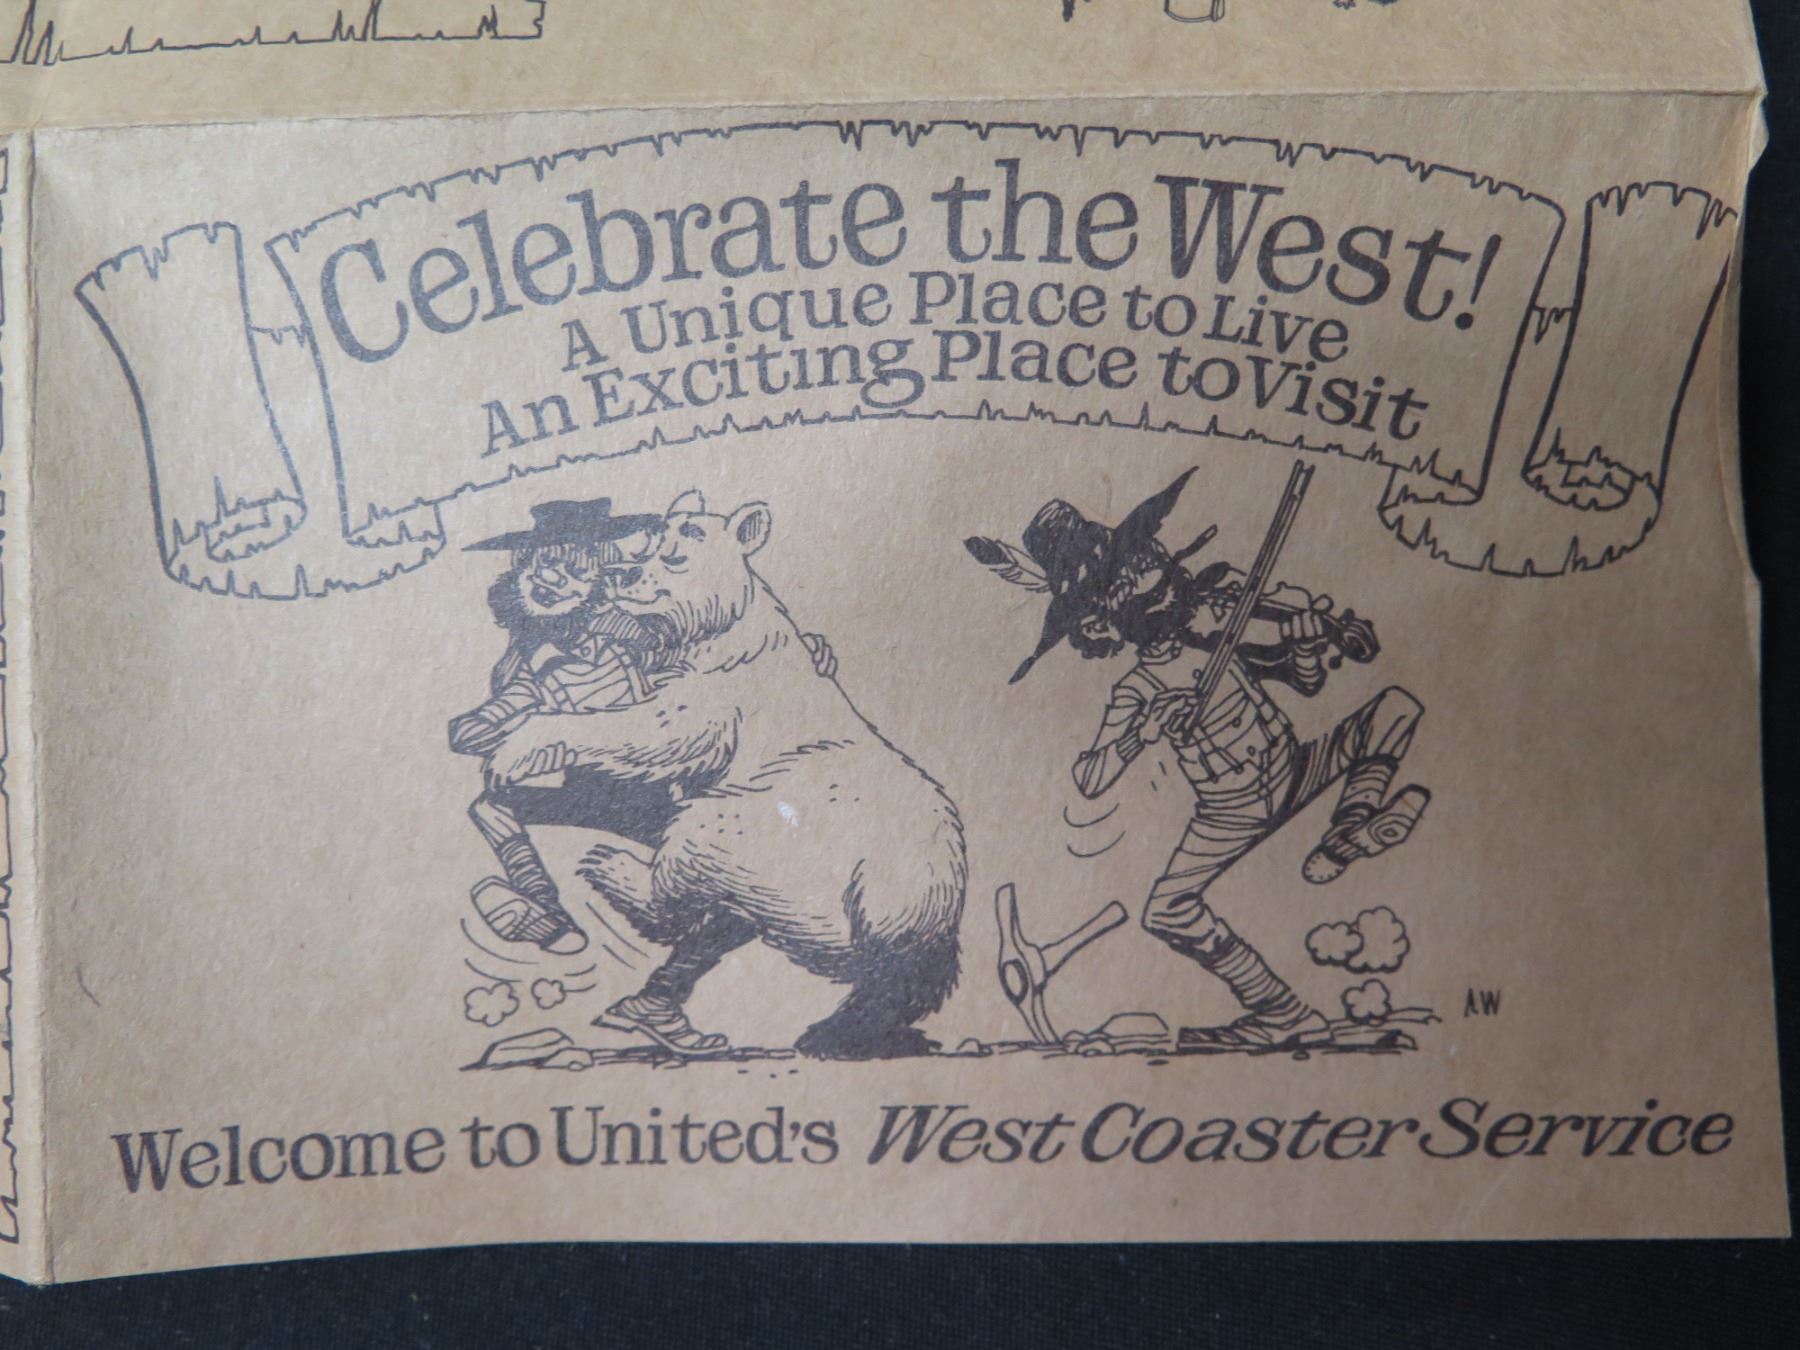 Celebrate the West!
A Unique Place to Live
An Exciting Place to Visit
AW
Welcome to United's West Coaster Service